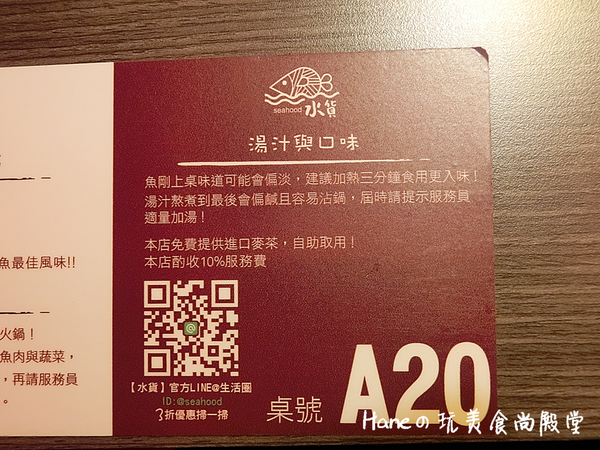 seahood 水貨
湯汁與口味
魚剛上桌味道可能會偏淡，建議加熱三分鐘食用更入味！
湯汁熬煮到最後會偏鹹且容易沾鍋，屆時請提示服務員
適量加湯！
本店免費提供進口麥茶，自助取用！
本店酌收10%服務費
魚最佳風味!!
火鍋！
魚肉與蔬菜，
，再請服務員
。
【水貨】官方LINE@生活圈
ID:@seahood
3折優惠掃一掃
桌號 A20
Haneの玩美食尚殿堂